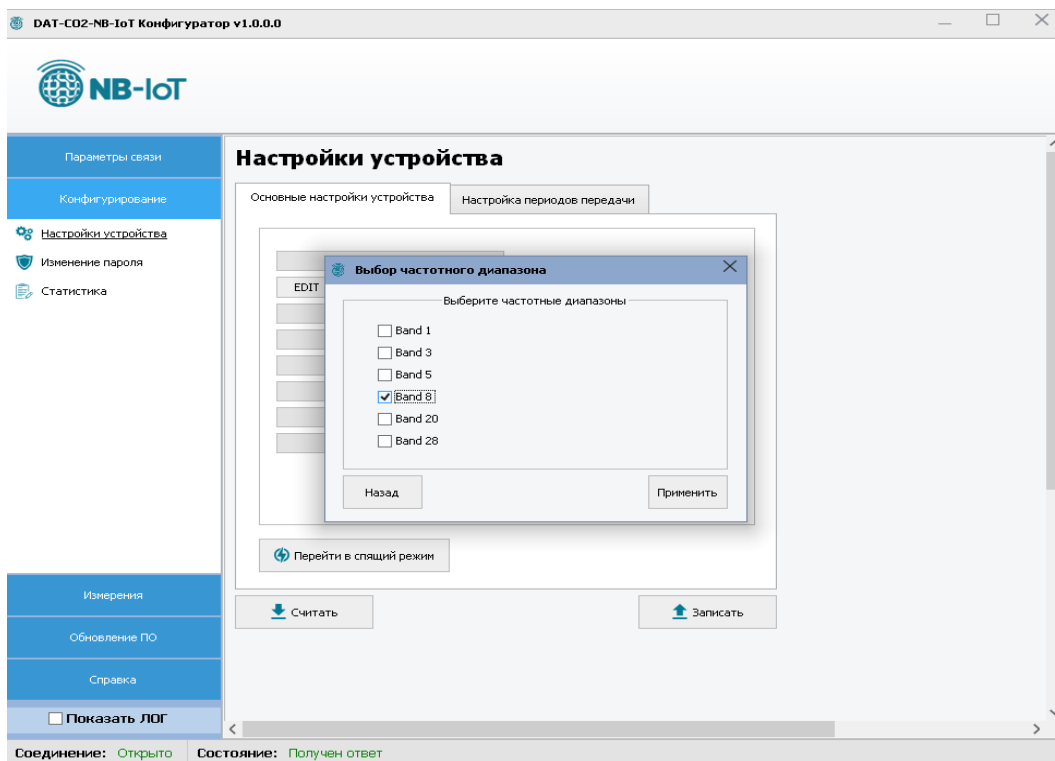 DAT-CO2-NB-IoT Конфигуратор v1.0.0.0
NB-IoT
Параметры связи
Конфигурирование
Настройки устройства
Изменение пароля
Статистика
Настройки устройства
Основные настройки устройства
Настройка периодов передачи
EDIT
Выбор частотного диапазона
Выберите частотные диапазоны
Band 1
Band 3
Band 5
Band 8
Band 20
Band 28
Назад
Применить
Перейти в спящий режим
Считать
Записать
Измерения
Обновление ПО
Справка
Показать ЛОГ
Соединение: Открыто Состояние: Получен ответ